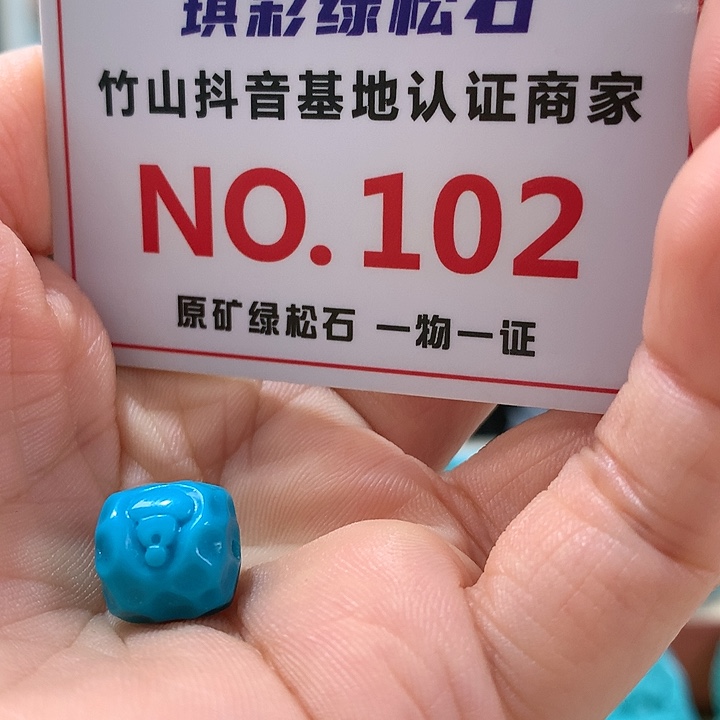 琪彩绿松石
竹山抖音基地认证商家
NO.102
原矿绿松石 一物一证